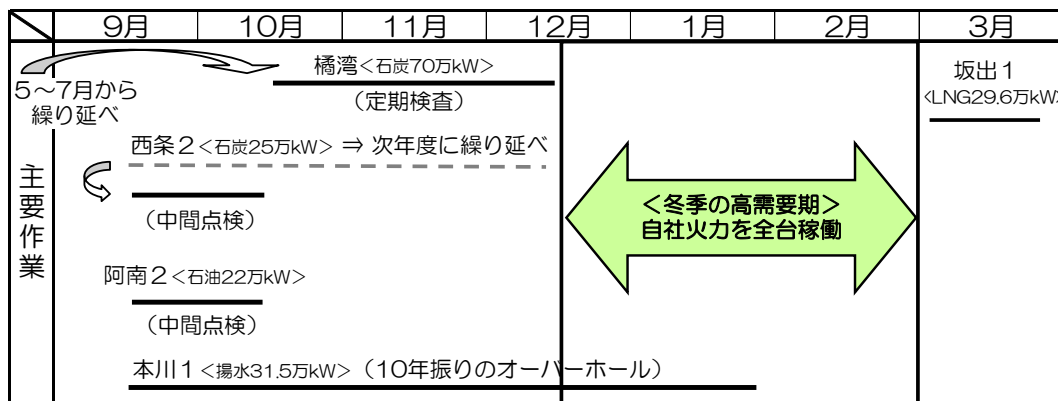 9月 10月 11月 12月 1月 2月 3月
主要作業
5～7月から
繰り延べ
橘湾<石炭70万kW>
（定期検査）
坂出１
<LNG29.6万kW>
西条２<石炭25万kW> ⇒ 次年度に繰り延べ
（中間点検）
＜冬季の高需要期＞
自社火力を全台稼働
阿南２<石油22万kW>
（中間点検）
本川１<揚水31.5万kW>（10年振りのオーバーホール）